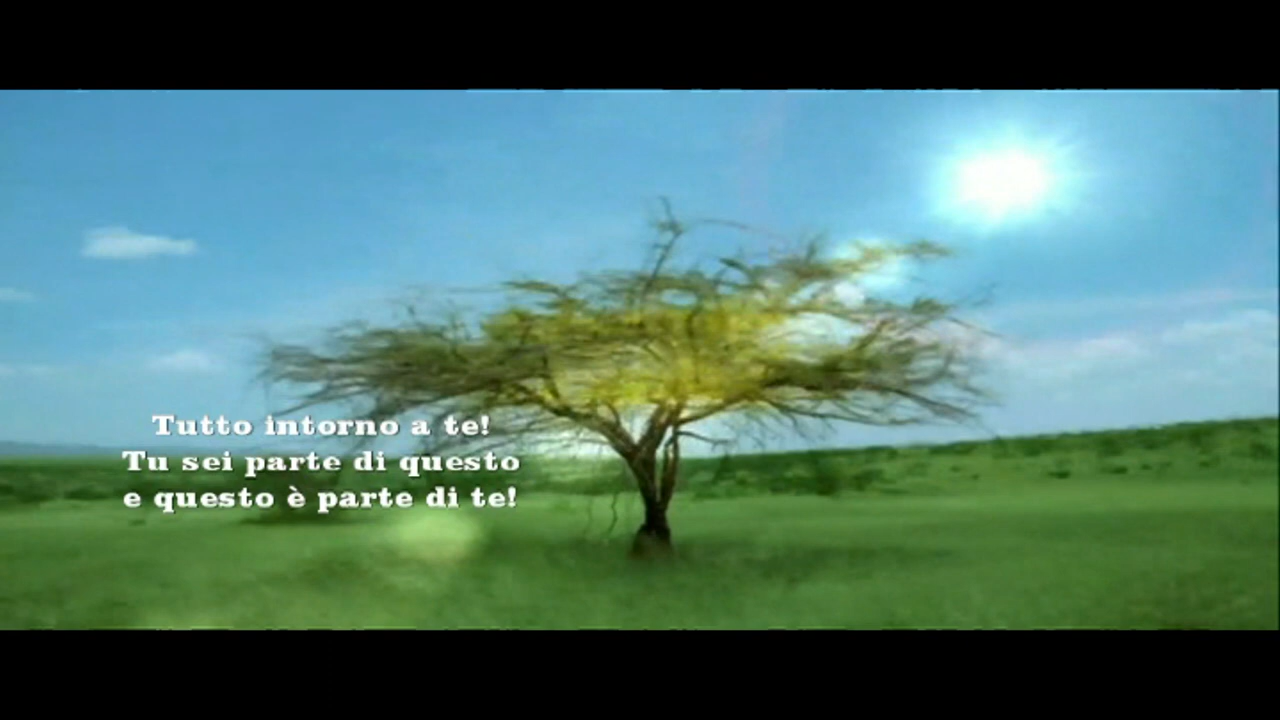 Tutto intorno a te!
Tu sei parte di questo
e questo è parte di te!